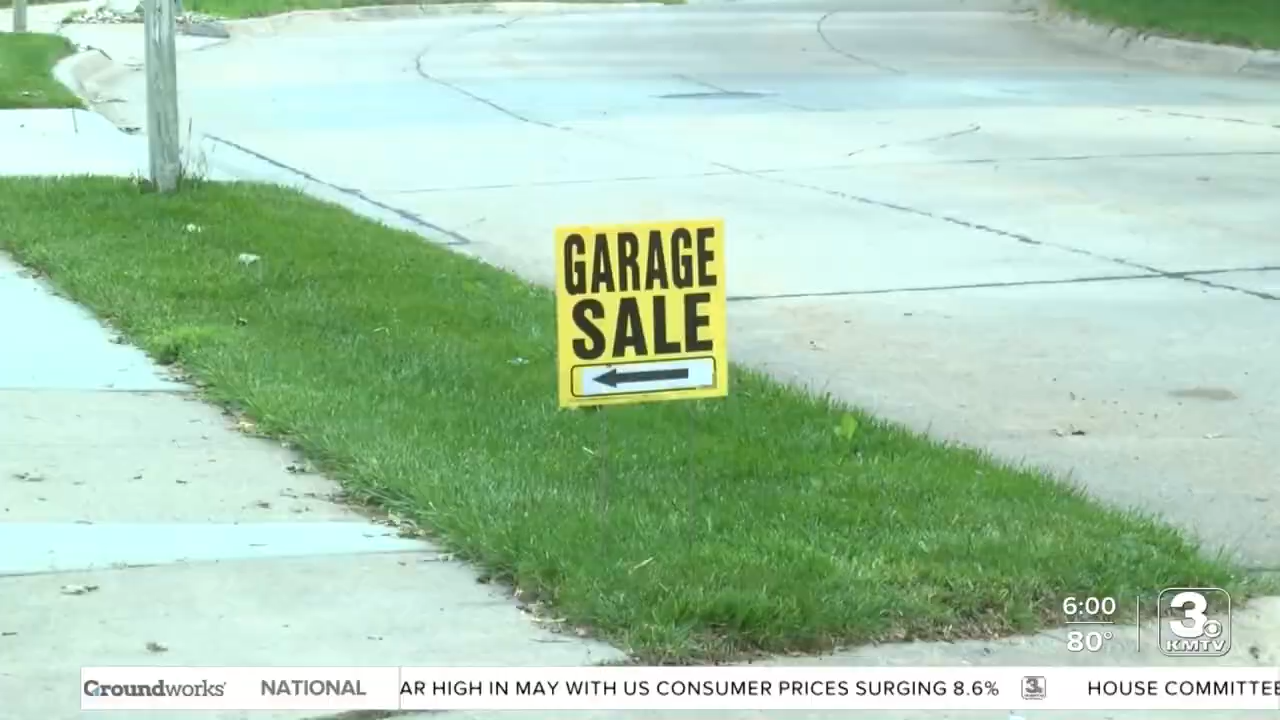 GARAGE
SALE
6:00
80°
3
KMTV
Groundworks
NATIONAL
AR HIGH IN MAY WITH US CONSUMER PRICES SURGING 8.6%
3
HOUSE COMMITTEE